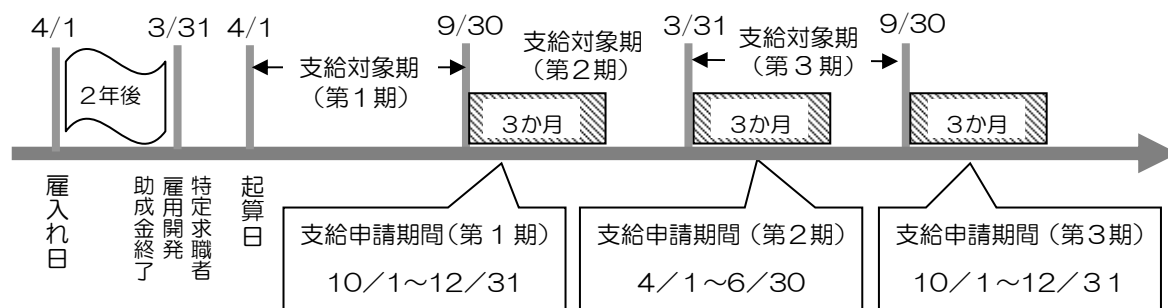 4/1
3/31
4/1
9/30
3/31
9/30
2年後
支給対象期
(第1期)
支給対象期
(第2期)
支給対象期
(第3期)
3か月
3か月
3か月
雇入れ日
特定求職者
雇用開発
助成金終了
起算日
支給申請期間(第1期)
10/1~12/31
支給申請期間(第2期)
4/1~6/30
支給申請期間(第3期)
10/1~12/31